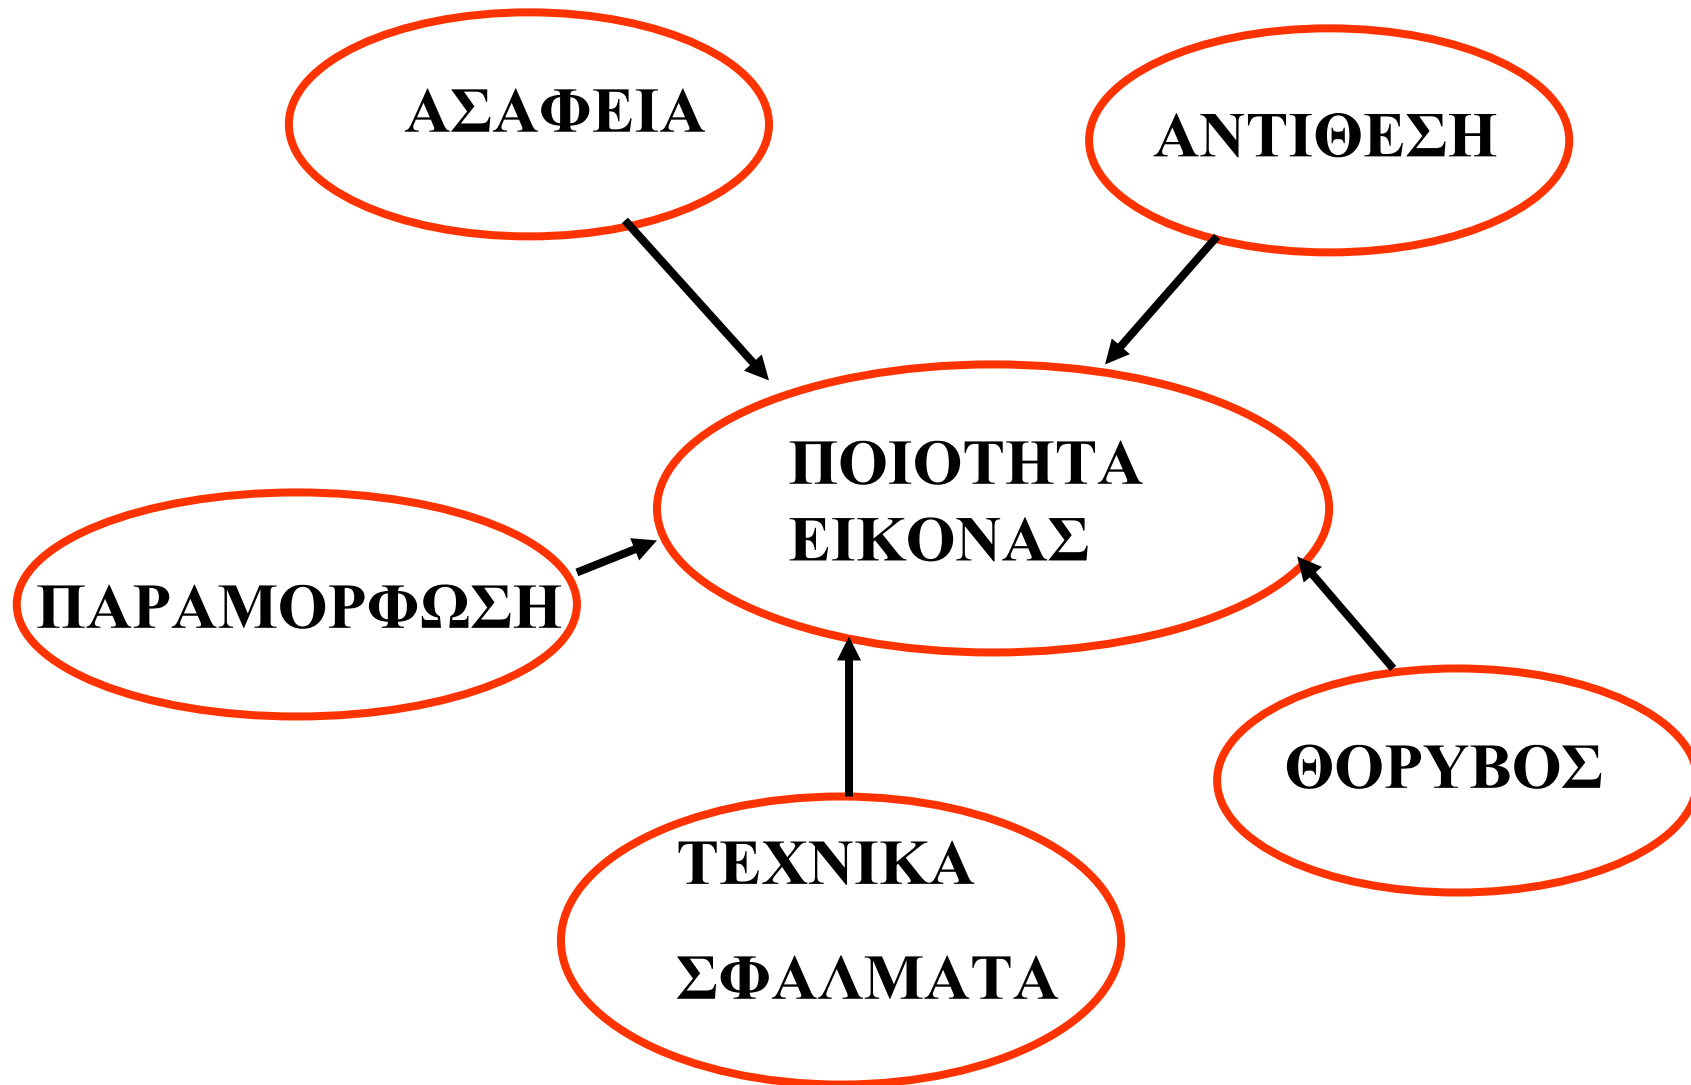 ΑΣΑΦΕΙΑ
ΑΝΤΙΘΕΣΗ
ΠΟΙΟΤΗΤΑ
ΕΙΚΟΝΑΣ
ΠΑΡΑΜΟΡΦΩΣΗ
ΘΟΡΥΒΟΣ
ΤΕΧΝΙΚΑ
ΣΦΑΛΜΑΤΑ